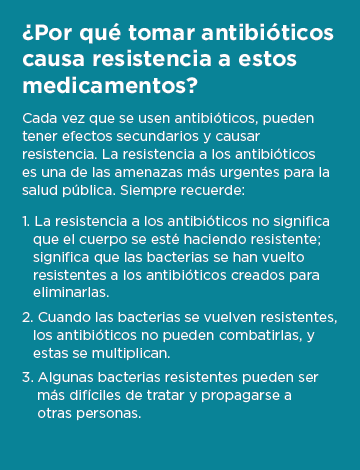 ¿Por qué tomar antibióticos
causa resistencia a estos
medicamentos?
Cada vez que se usen antibióticos, pueden
tener efectos secundarios y causar
resistencia. La resistencia a los antibióticos
es una de las amenazas más urgentes para la
salud pública. Siempre recuerde:
1. La resistencia a los antibióticos no significa
que el cuerpo se esté haciendo resistente;
significa que las bacterias se han vuelto
resistentes a los antibióticos creados para
eliminarlas.
2. Cuando las bacterias se vuelven resistentes,
los antibióticos no pueden combatirlas, y
estas se multiplican.
3. Algunas bacterias resistentes pueden ser
más difíciles de tratar y propagarse a
otras personas.